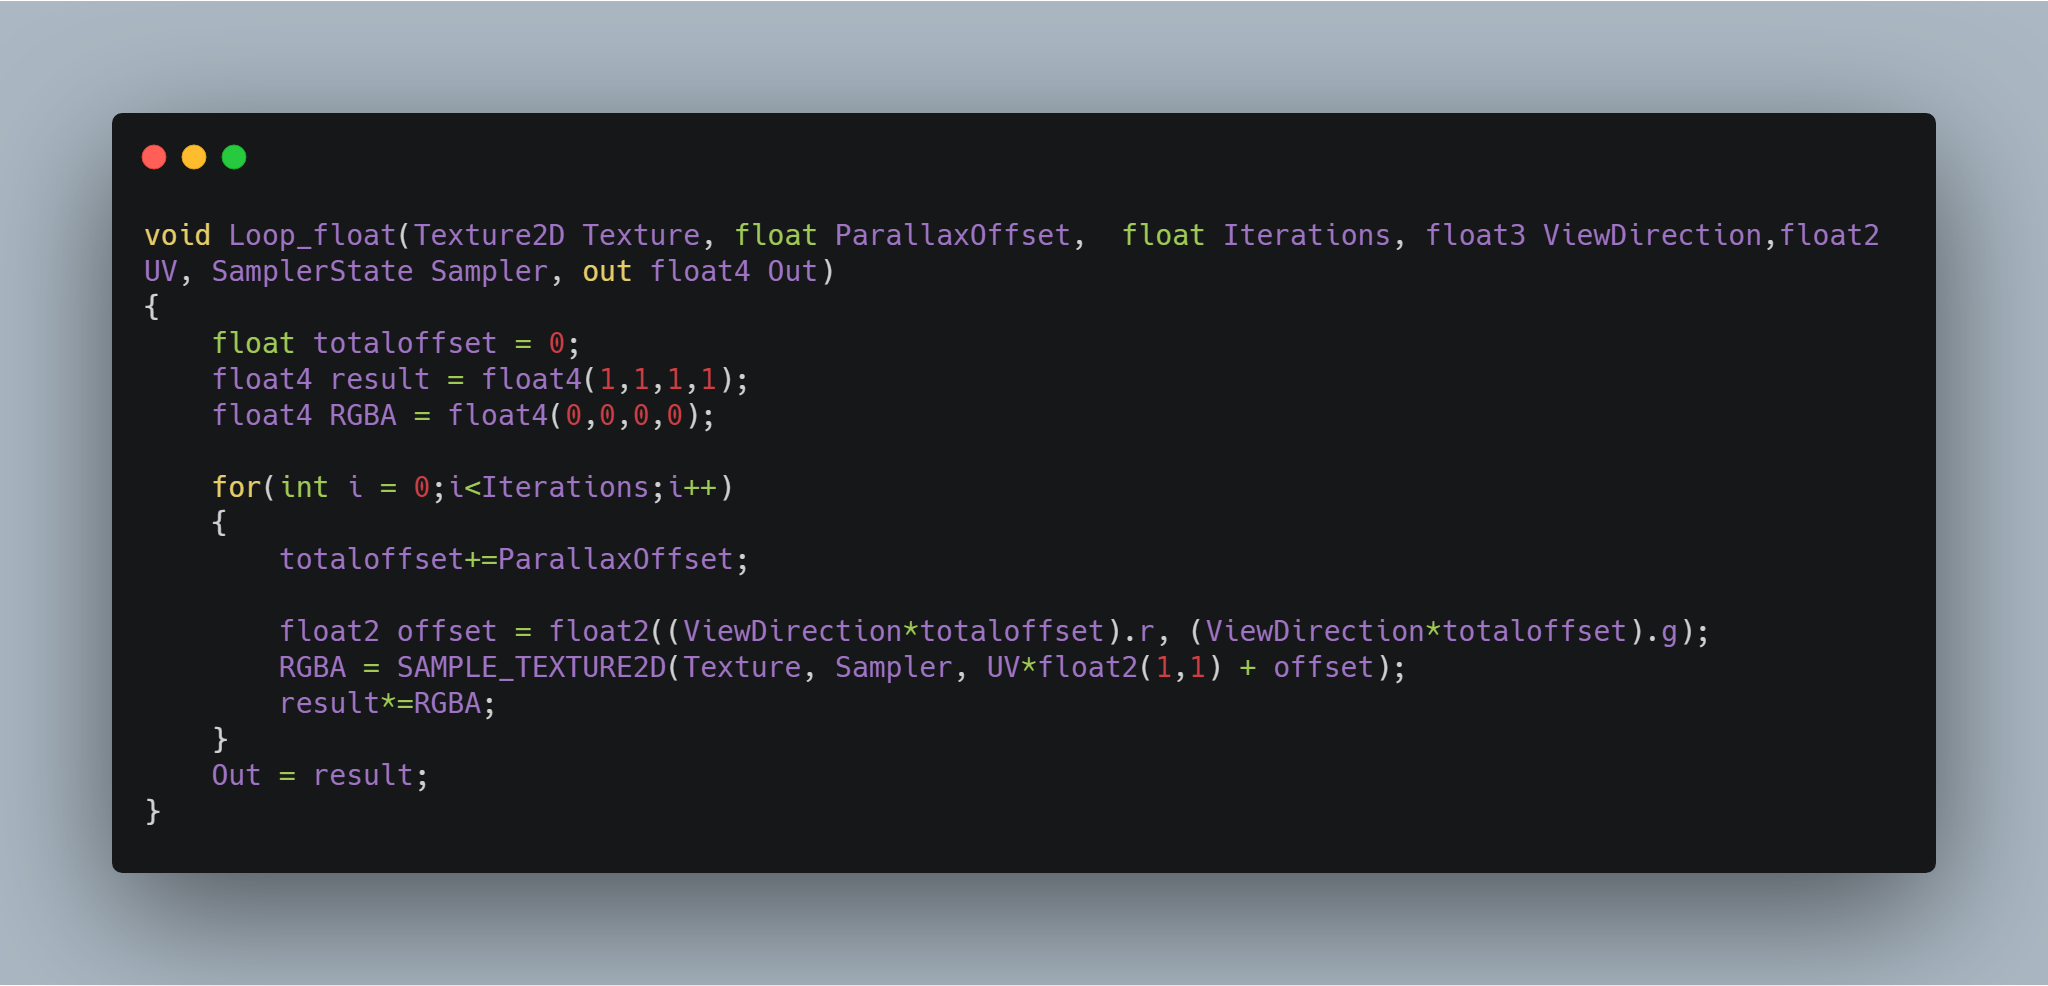 void Loop_float(Texture2D Texture, float ParallaxOffset,  float Iterations, float3 ViewDirection,float2
UV, SamplerState Sampler, out float4 Out)
{
    float totaloffset = 0;
    float4 result = float4(1,1,1,1);
    float4 RGBA = float4(0,0,0,0);

    for(int i = 0;i<Iterations;i++)
    {
        totaloffset+=ParallaxOffset;

        float2 offset = float2((ViewDirection*totaloffset).r, (ViewDirection*totaloffset).g);
        RGBA = SAMPLE_TEXTURE2D(Texture, Sampler, UV*float2(1,1) + offset);
        result*=RGBA;
    }
    Out = result;
}